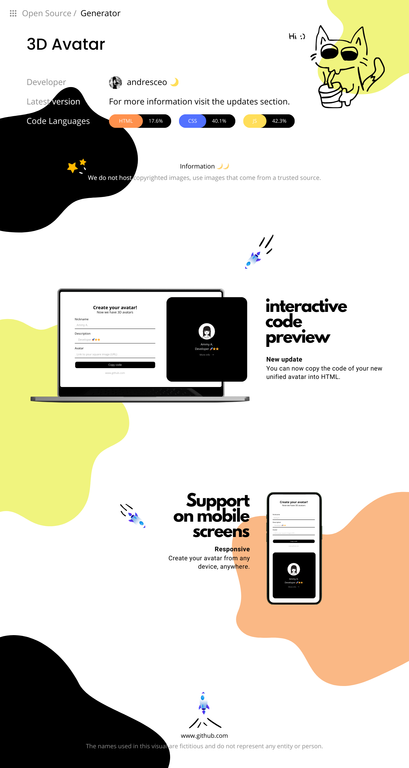 Open Source / Generator
3D Avatar
Hi :)
Developer andresceo
Latest version For more information visit the updates section.
Code Languages HTML 17.6% CSS 40.1% JS 42.3%
Information
We do not host copyrighted images, use images that come from a trusted source.
Create your avatar!
Now we have 3D avatars
Nickname
Description
Avatar
Copy code
interactive
code
preview
New update
You can now copy the code of your new
unified avatar into HTML.
Support
on mobile
screens
Responsive
Create your avatar from any
device, anywhere.
Create your avatar!
www.github.com
The names used in this visual are fictitious and do not represent any entity or person.